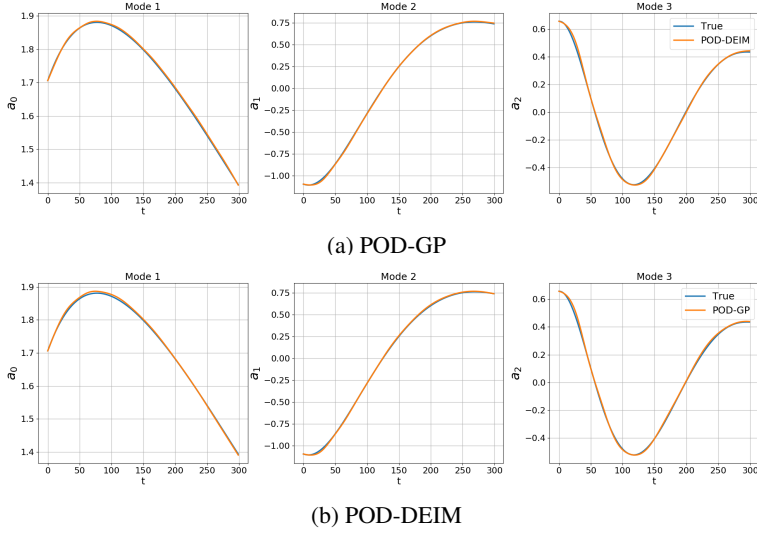 Mode 1 Mode 2 Mode 3
1.9 0.75 0.6 True
1.8 0.50 0.4 POD-DEIM
0.25 0.2
a0 1.7 a1 0.00 a2 0.0
−0.25
1.6 −0.50 −0.2
1.5 −0.75 −0.4
1.4 −1.00
0 50 100 150 200 250 300 0 50 100 150 200 250 300 0 50 100 150 200 250 300
t t t
(a) POD-GP
Mode 1 Mode 2 Mode 3
1.9 0.75 0.6 True
1.8 0.50 0.4 POD-GP
0.25 0.2
a0 1.7 a1 0.00 a2 0.0
−0.25
1.6 −0.50 −0.2
1.5 −0.75 −0.4
1.4 −1.00
0 50 100 150 200 250 300 0 50 100 150 200 250 300 0 50 100 150 200 250 300
t t t
(b) POD-DEIM